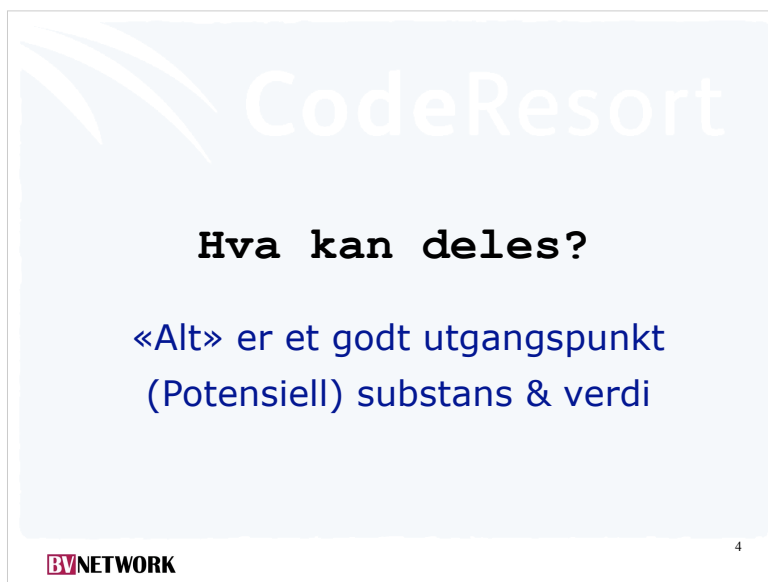 CodeResort
Hva kan deles?
«Alt» er et godt utgangspunkt
(Potensiell) substans & verdi
4
BVNETWORK